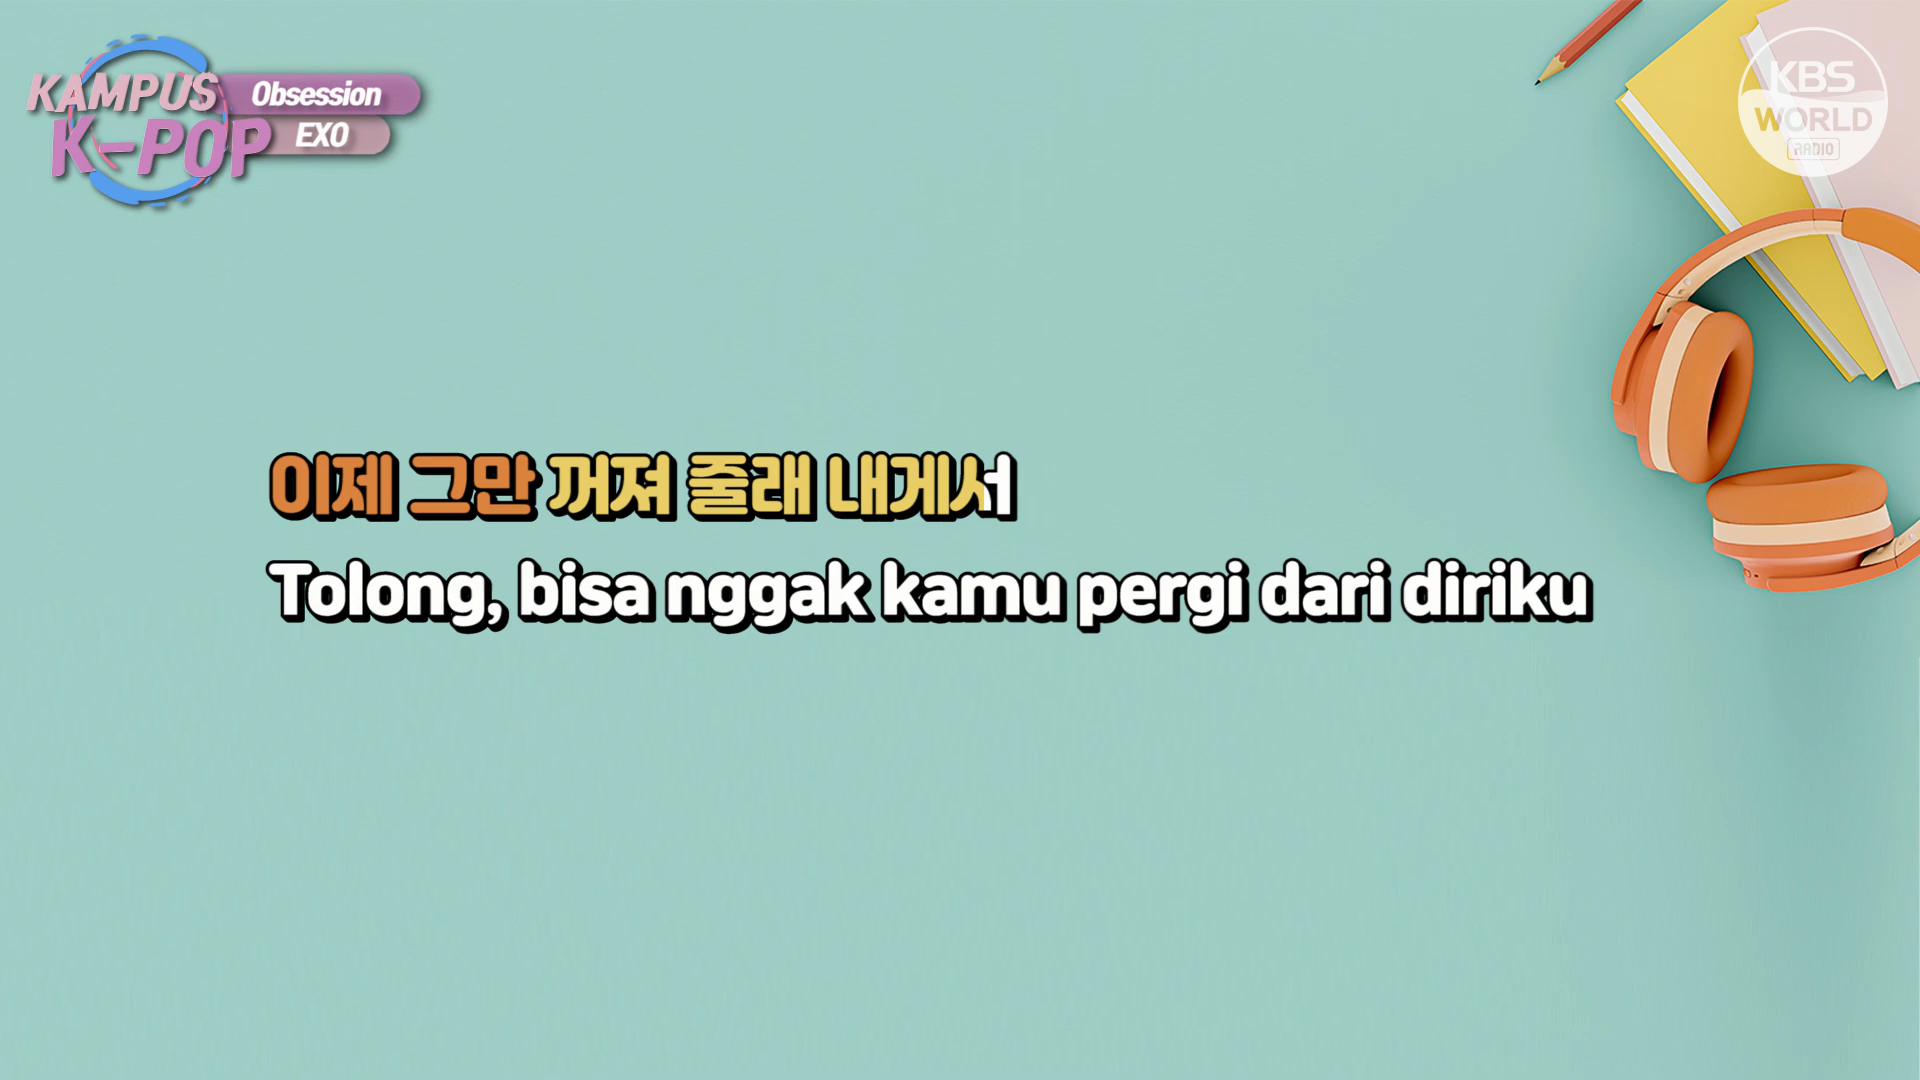 KAMPUS
K-POP
Obsession
EXO
KBS
WORLD
RADIO
이제 그만 꺼져 줄래 내게서
Tolong, bisa nggak kamu pergi dari diriku